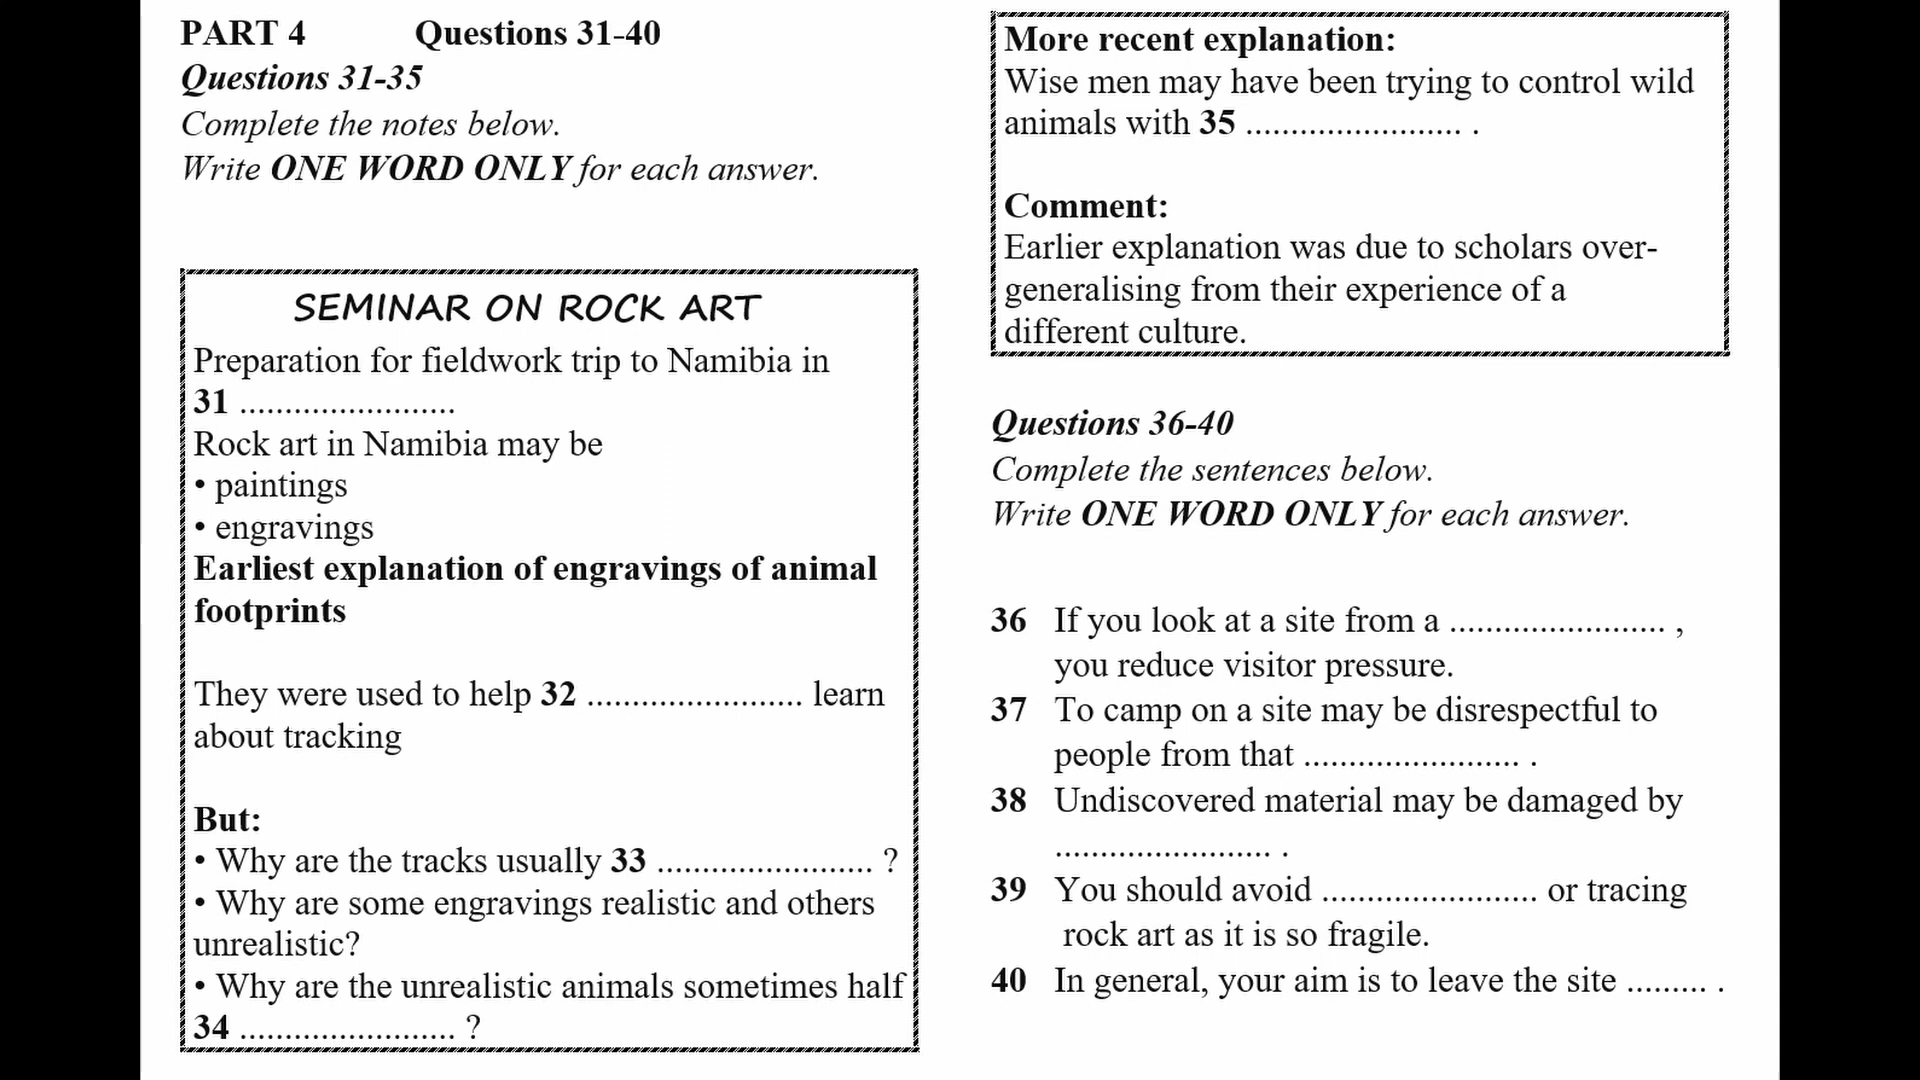 PART 4 Questions 31-40
Questions 31-35
Complete the notes below.
Write ONE WORD ONLY for each answer.
SEMINAR ON ROCK ART
Preparation for fieldwork trip to Namibia in
31 ........................
Rock art in Namibia may be
• paintings
• engravings
Earliest explanation of engravings of animal
footprints
They were used to help 32 ........................ learn
about tracking
But:
• Why are the tracks usually 33 ........................ ?
• Why are some engravings realistic and others
unrealistic?
• Why are the unrealistic animals sometimes half
34 ........................ ?
More recent explanation:
Wise men may have been trying to control wild
animals with 35 ........................ .
Comment:
Earlier explanation was due to scholars over-
generalising from their experience of a
different culture.
Questions 36-40
Complete the sentences below.
Write ONE WORD ONLY for each answer.
36 If you look at a site from a ........................ ,
you reduce visitor pressure.
37 To camp on a site may be disrespectful to
people from that ........................ .
38 Undiscovered material may be damaged by
........................ .
39 You should avoid ........................ or tracing
rock art as it is so fragile.
40 In general, your aim is to leave the site ......... .